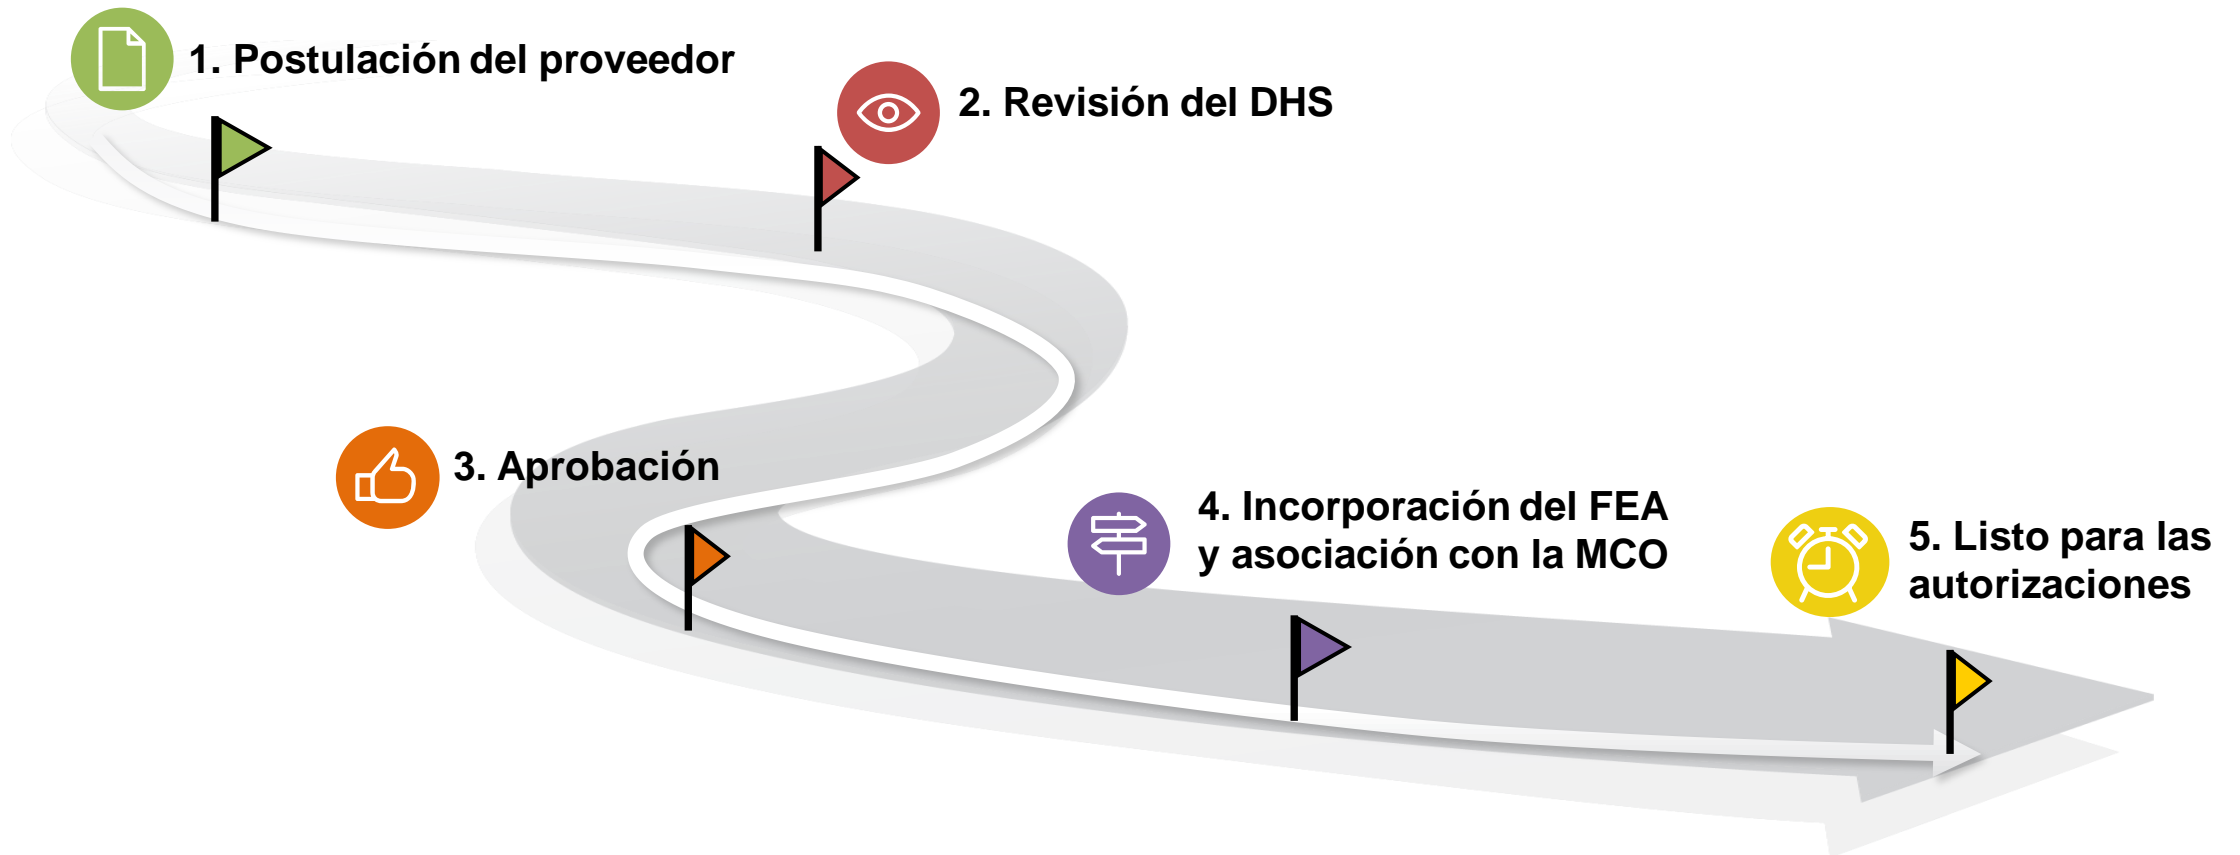 1. Postulación del proveedor
2. Revisión del DHS
3. Aprobación
4. Incorporación del FEA
y asociación con la MCO
5. Listo para las
autorizaciones